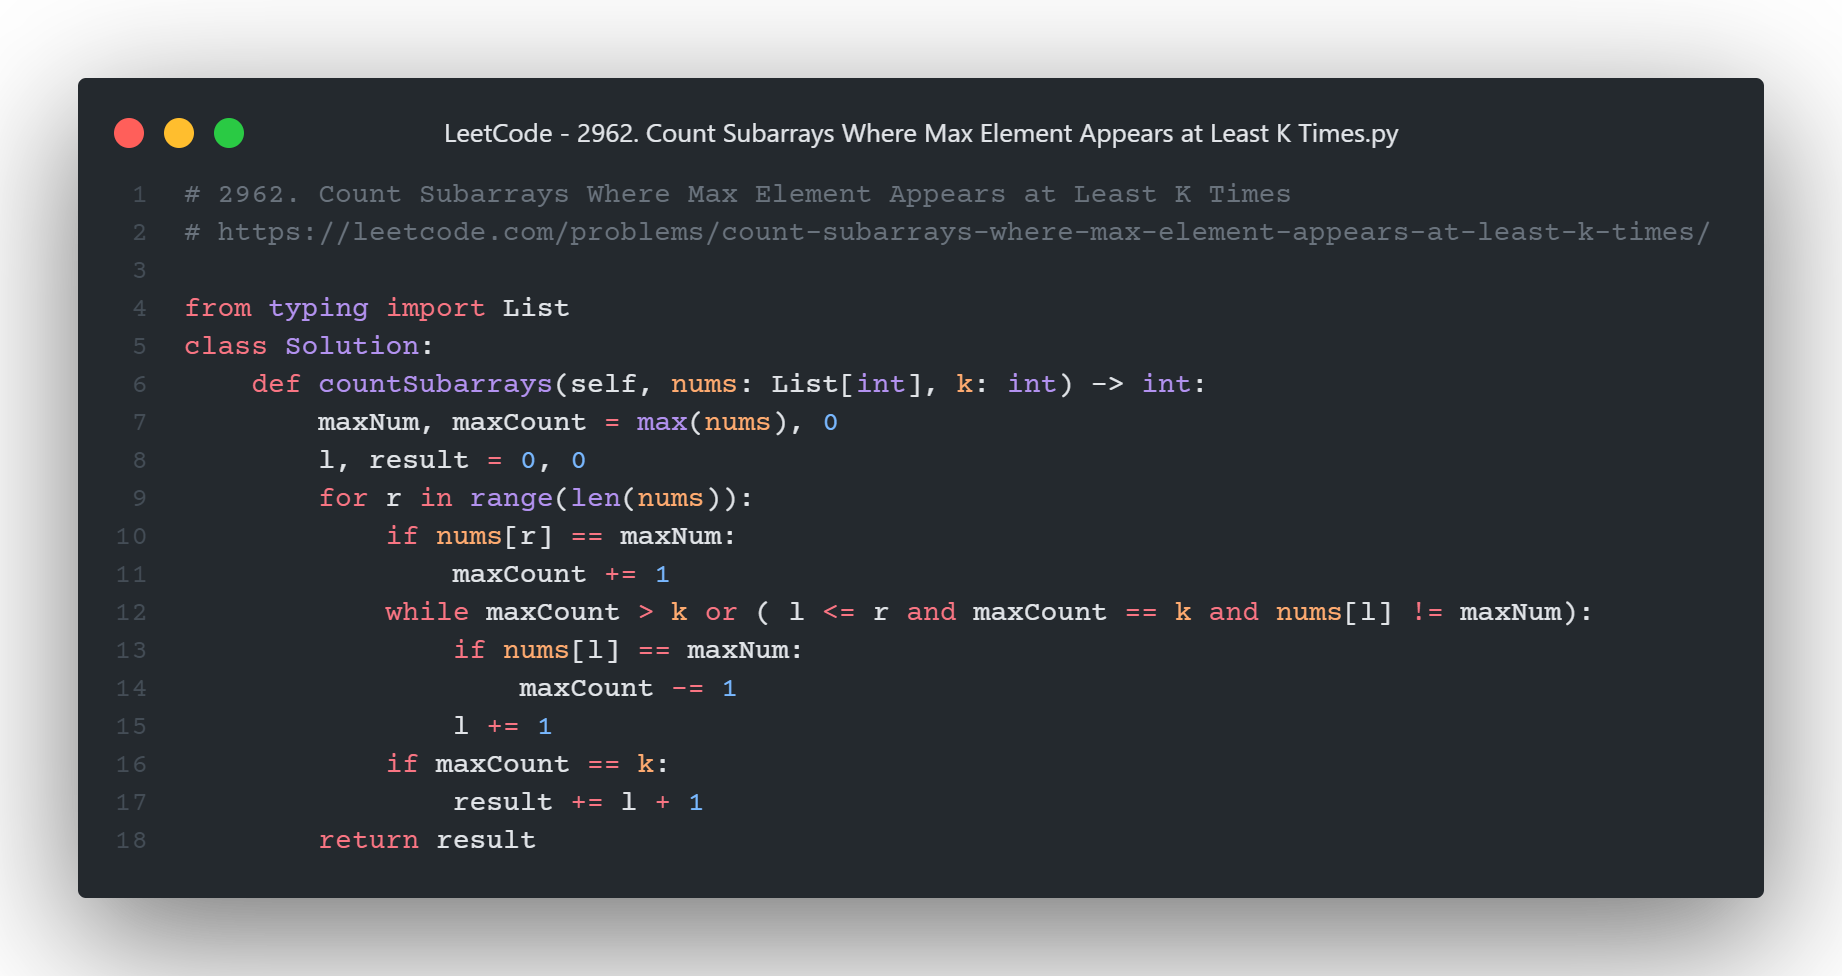 LeetCode - 2962. Count Subarrays Where Max Element Appears at Least K Times.py
1 # 2962. Count Subarrays Where Max Element Appears at Least K Times
2 # https://leetcode.com/problems/count-subarrays-where-max-element-appears-at-least-k-times/
3
4 from typing import List
5 class Solution:
6     def countSubarrays(self, nums: List[int], k: int) -> int:
7         maxNum, maxCount = max(nums), 0
8         l, result = 0, 0
9         for r in range(len(nums)):
10             if nums[r] == maxNum:
11                 maxCount += 1
12             while maxCount > k or ( l <= r and maxCount == k and nums[l] != maxNum):
13                 if nums[l] == maxNum:
14                     maxCount -= 1
15                 l += 1
16             if maxCount == k:
17                 result += l + 1
18         return result